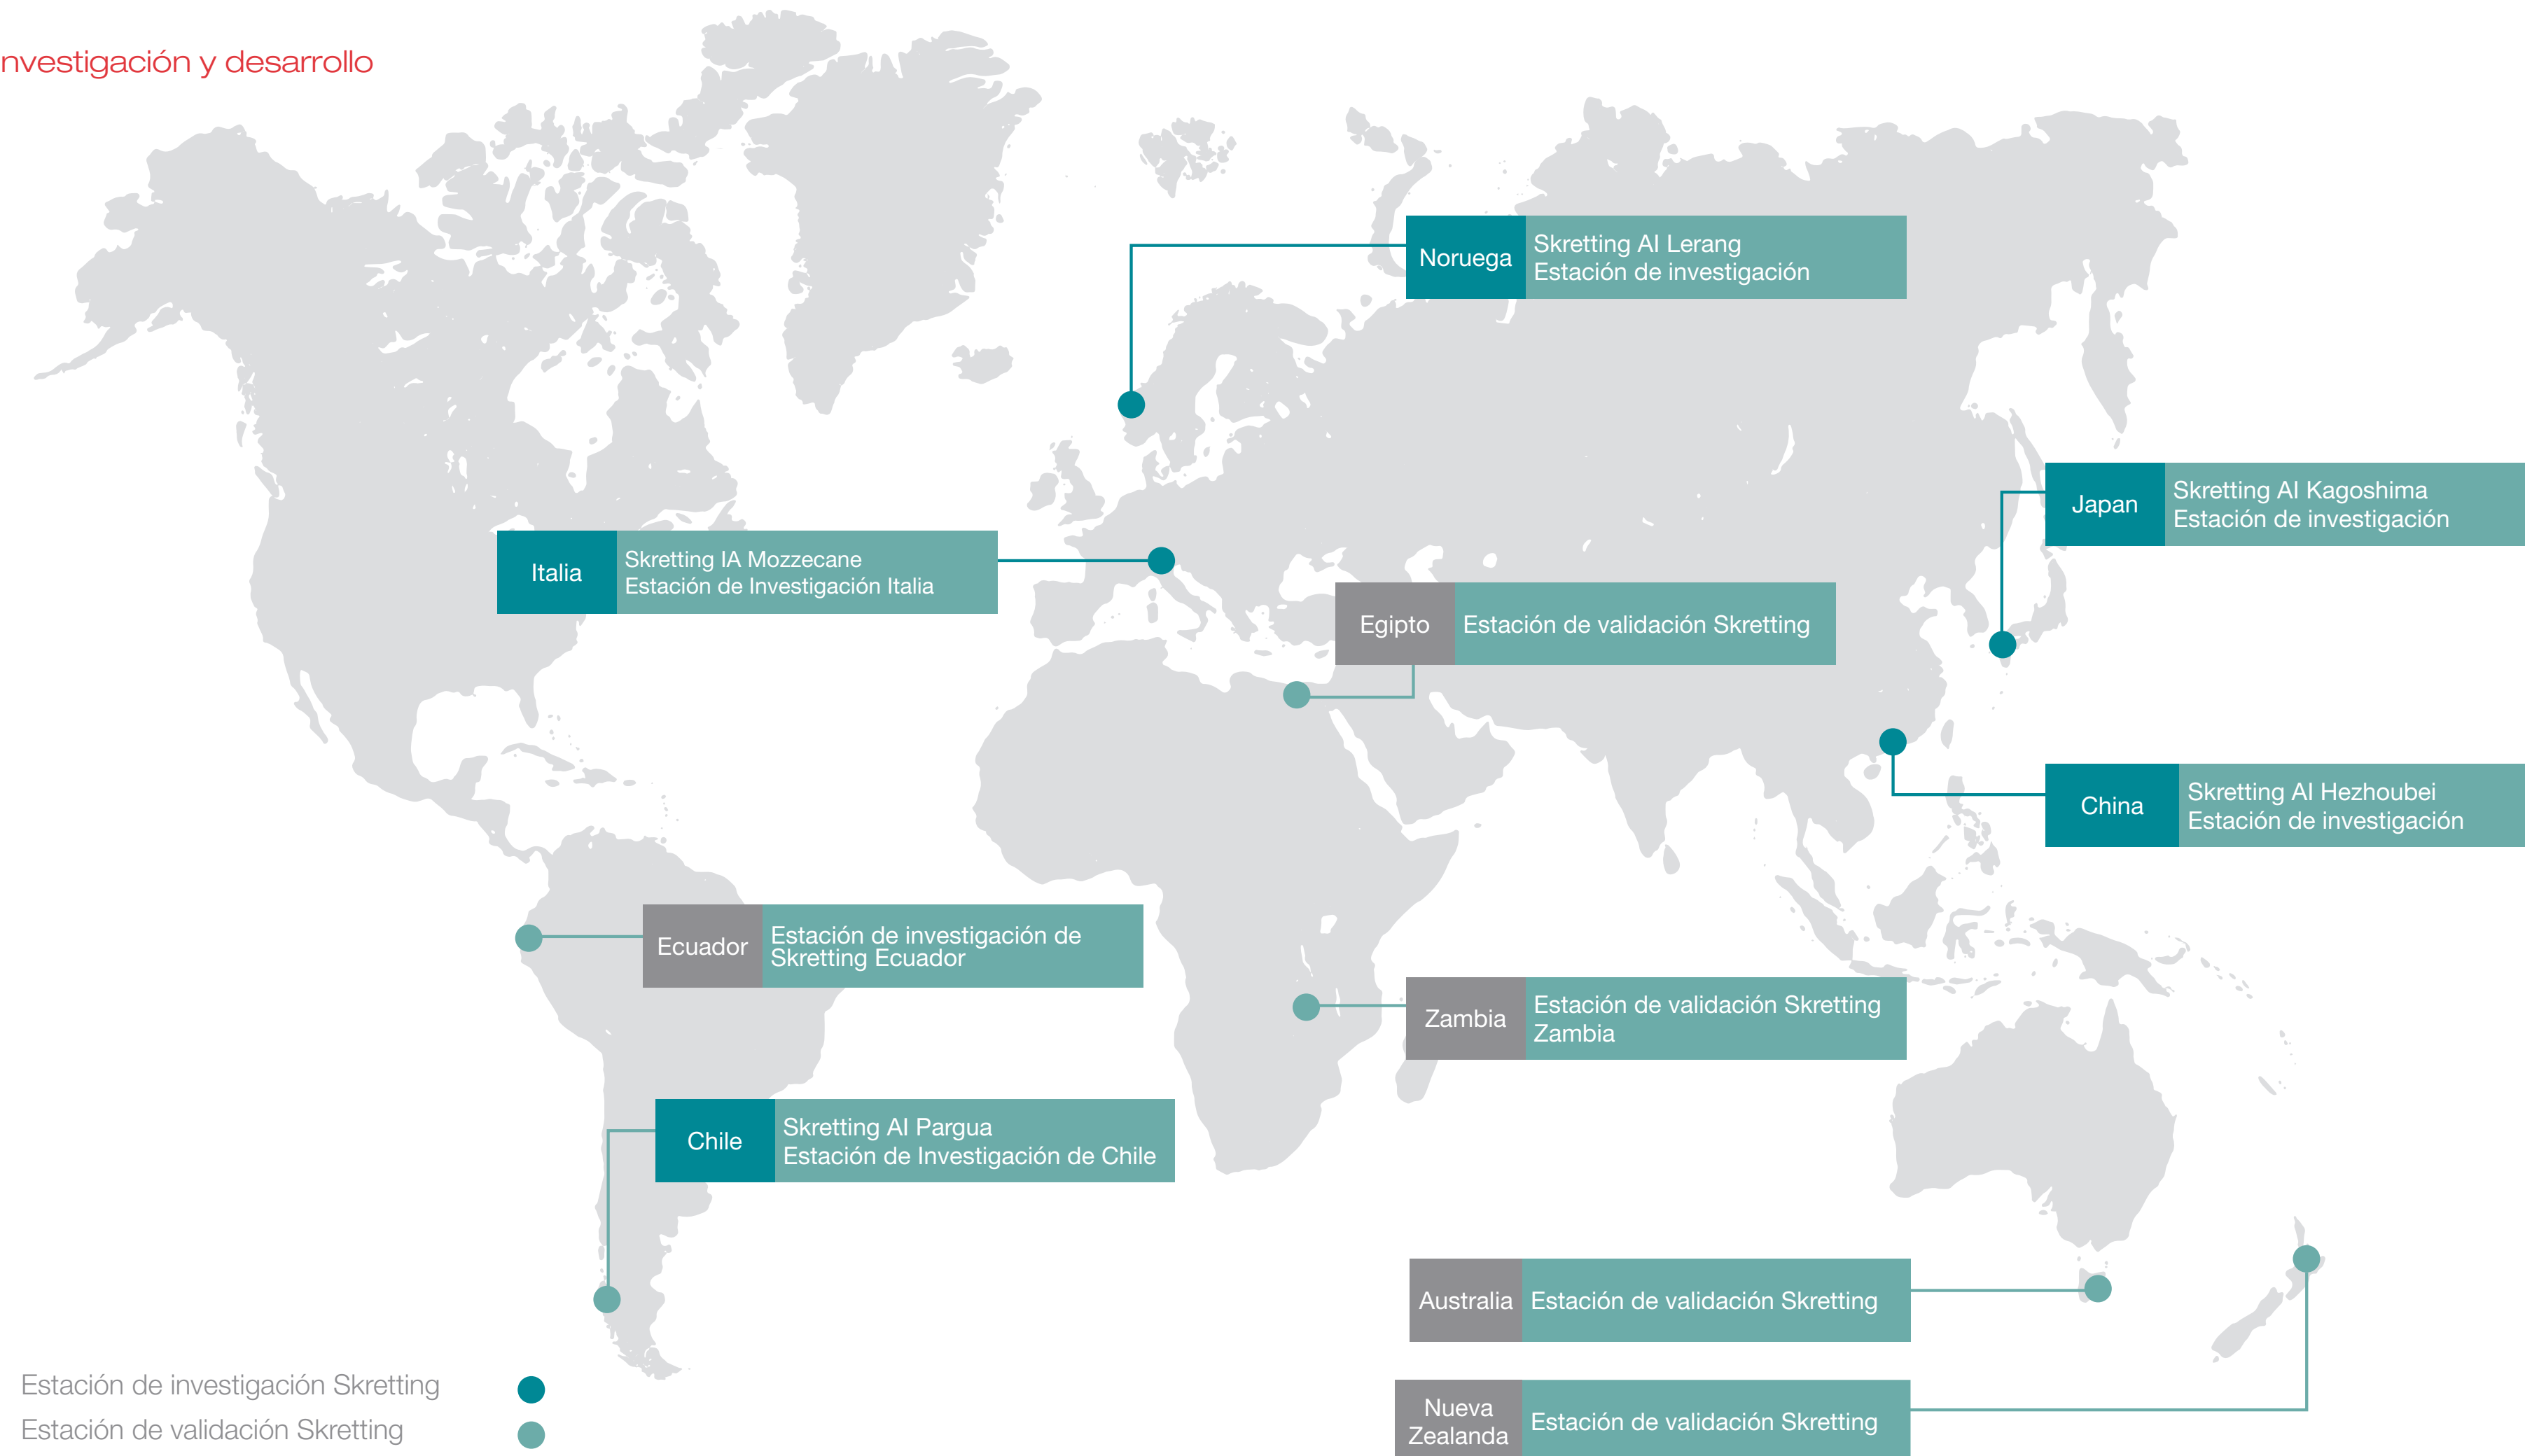 nvestigación y desarrollo
Noruega
Skretting AI Lerang
Estación de investigación
Japan
Skretting AI Kagoshima
Estación de investigación
Italia
Skretting IA Mozzecane
Estación de Investigación Italia
Egipto
Estación de validación Skretting
China
Skretting AI Hezhoubei
Estación de investigación
Ecuador
Estación de investigación de
Skretting Ecuador
Zambia
Estación de validación Skretting
Zambia
Chile
Skretting AI Pargua
Estación de Investigación de Chile
Australia
Estación de validación Skretting
Nueva
Zealanda
Estación de validación Skretting
Estación de investigación Skretting
Estación de validación Skretting